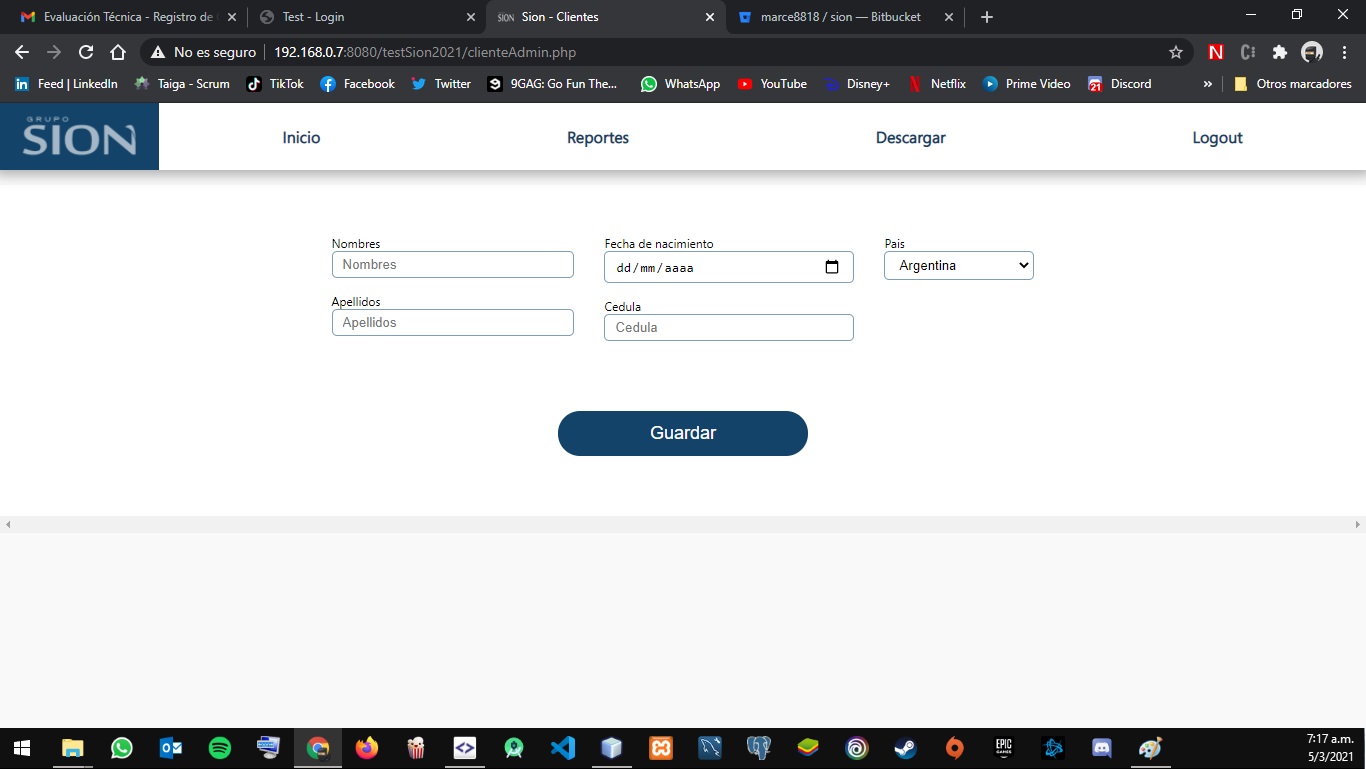 Evaluación Técnica - Registro de
Test - Login
SION Sion - Clientes
marce8818 / sion — Bitbucket
No es seguro 192.168.0.7:8080/testSion2021/clienteAdmin.php
Feed | LinkedIn Taiga - Scrum TikTok Facebook Twitter 9GAG: Go Fun The... WhatsApp YouTube Disney+ Netflix Prime Video 21 Discord » Otros marcadores
GRUPO
SION
Inicio Reportes Descargar Logout
Nombres Fecha de nacimiento Pais
Nombres dd/mm/aaaa Argentina
Apellidos Cedula
Apellidos Cedula
Guardar
EPIC
GAMES
7:17 a.m.
5/3/2021